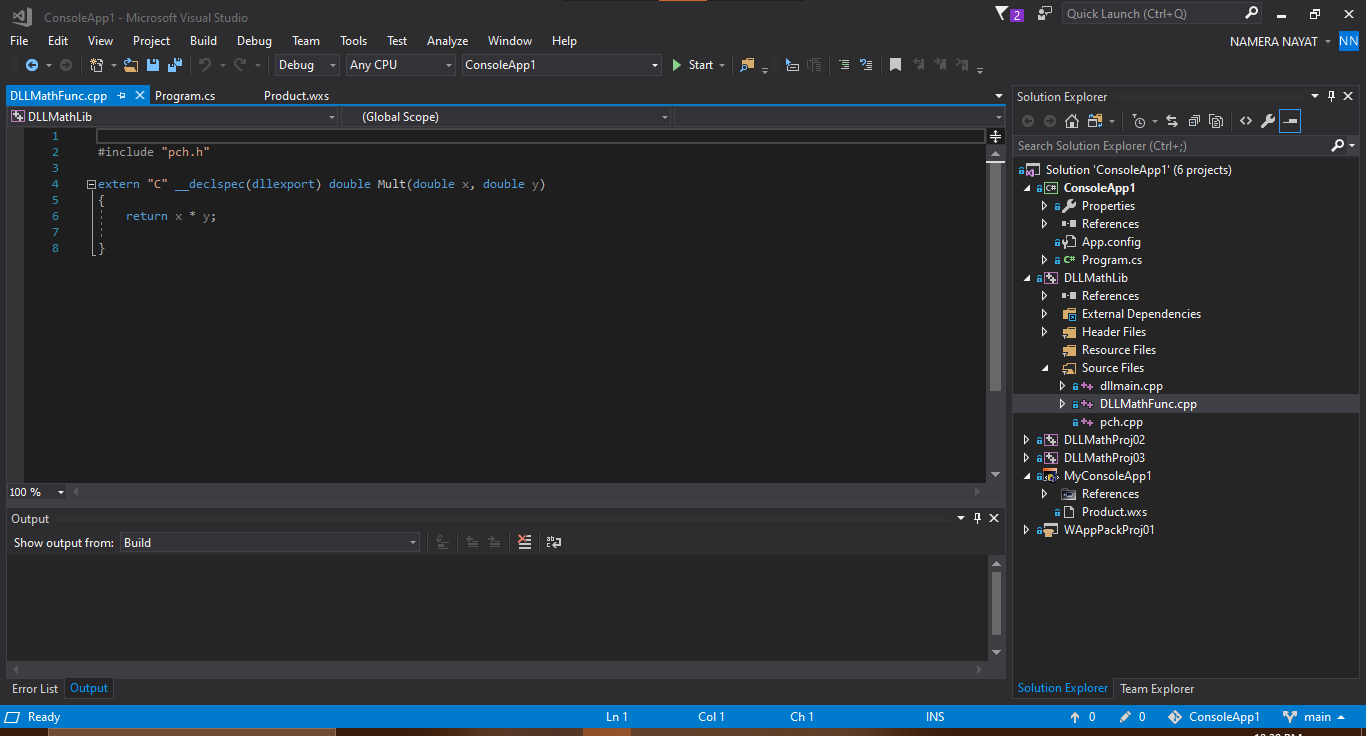 ConsoleApp1 - Microsoft Visual Studio
2
Quick Launch (Ctrl+Q)
File Edit View Project Build Debug Team Tools Test Analyze Window Help
NAMERA NAYAT
NN
Debug
Any CPU
ConsoleApp1
Start
DLLMathFunc.cpp
Program.cs
Product.wxs
DLLMathLib
(Global Scope)
1
2 #include "pch.h"
3
4 extern "C" __declspec(dllexport) double Mult(double x, double y)
5 {
6 return x * y;
7
8 }
100 %
Output
Show output from: Build
Error List
Output
Solution Explorer
Search Solution Explorer (Ctrl+;)
Solution 'ConsoleApp1' (6 projects)
C# ConsoleApp1
Properties
References
App.config
C# Program.cs
DLLMathLib
References
External Dependencies
Header Files
Resource Files
Source Files
++ dllmain.cpp
++ DLLMathFunc.cpp
++ pch.cpp
DLLMathProj02
DLLMathProj03
MyConsoleApp1
References
Product.wxs
WAppPackProj01
Solution Explorer
Team Explorer
Ready
Ln 1
Col 1
Ch 1
INS
0
0
ConsoleApp1
main